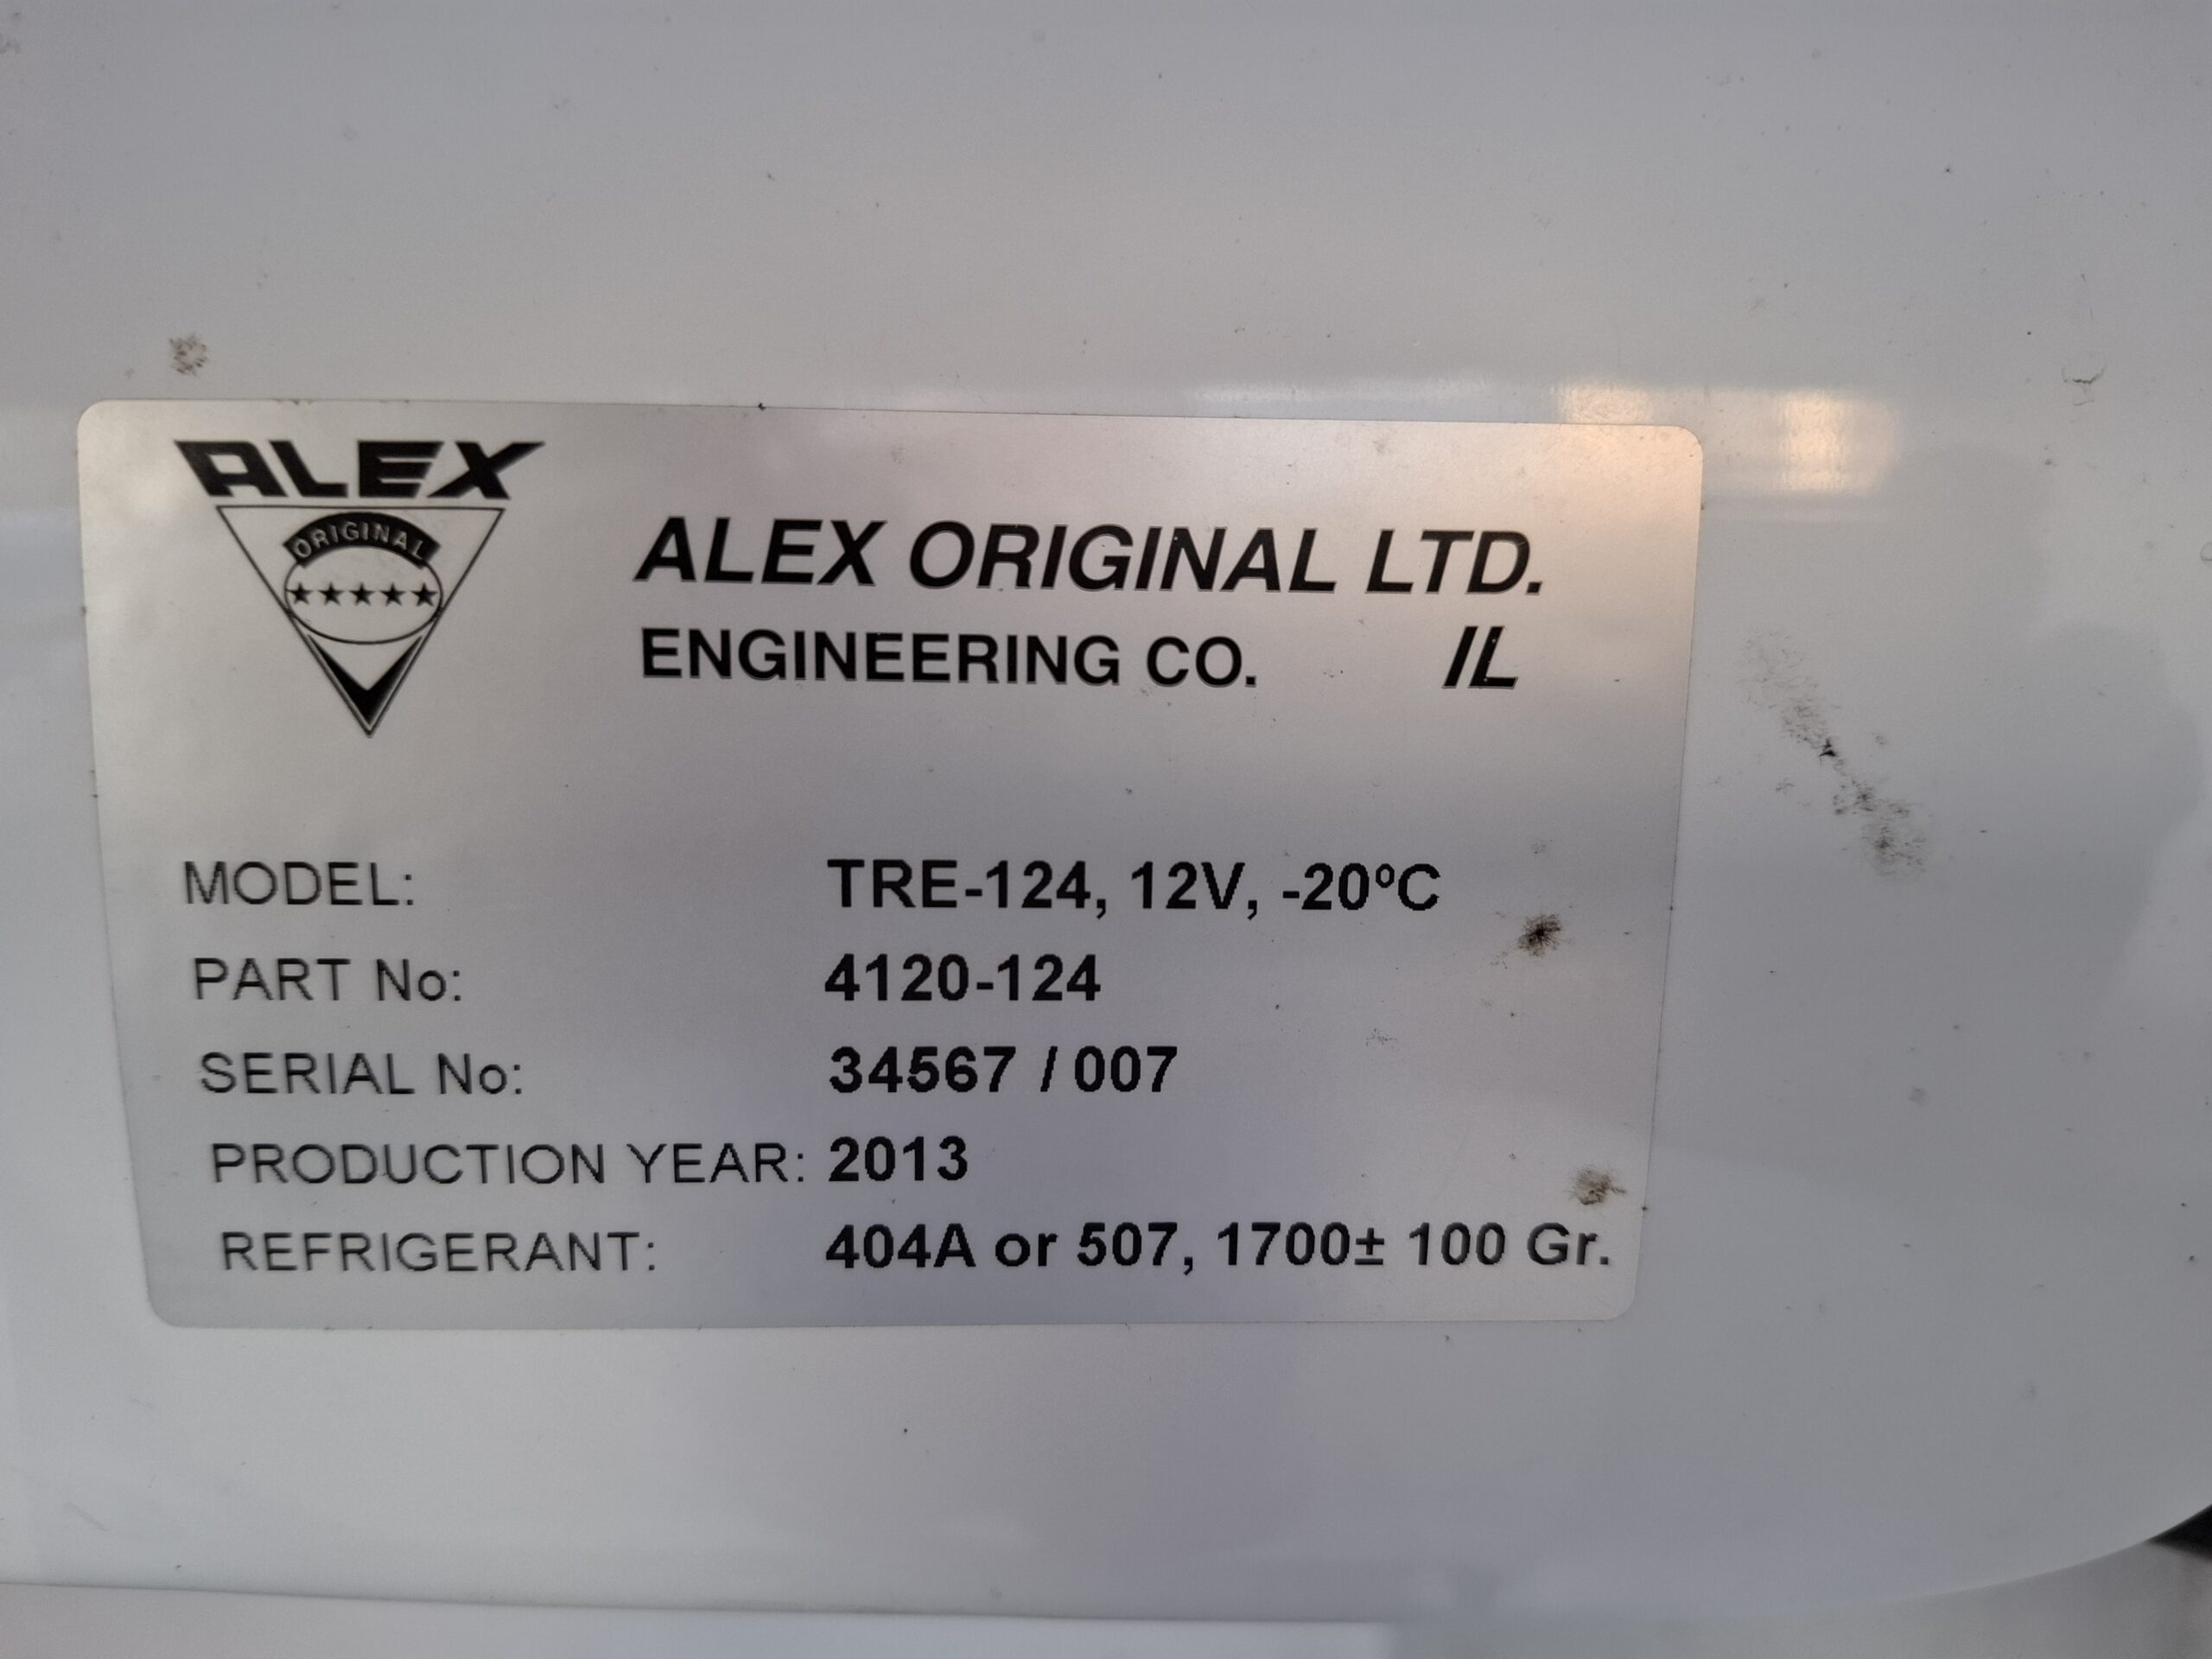 ALEX
ORIGINAL
ALEX ORIGINAL LTD.
ENGINEERING CO. IL
MODEL: TRE-124, 12V, -20ºC
PART No: 4120-124
SERIAL No: 34567 / 007
PRODUCTION YEAR: 2013
REFRIGERANT: 404A or 507, 1700± 100 Gr.